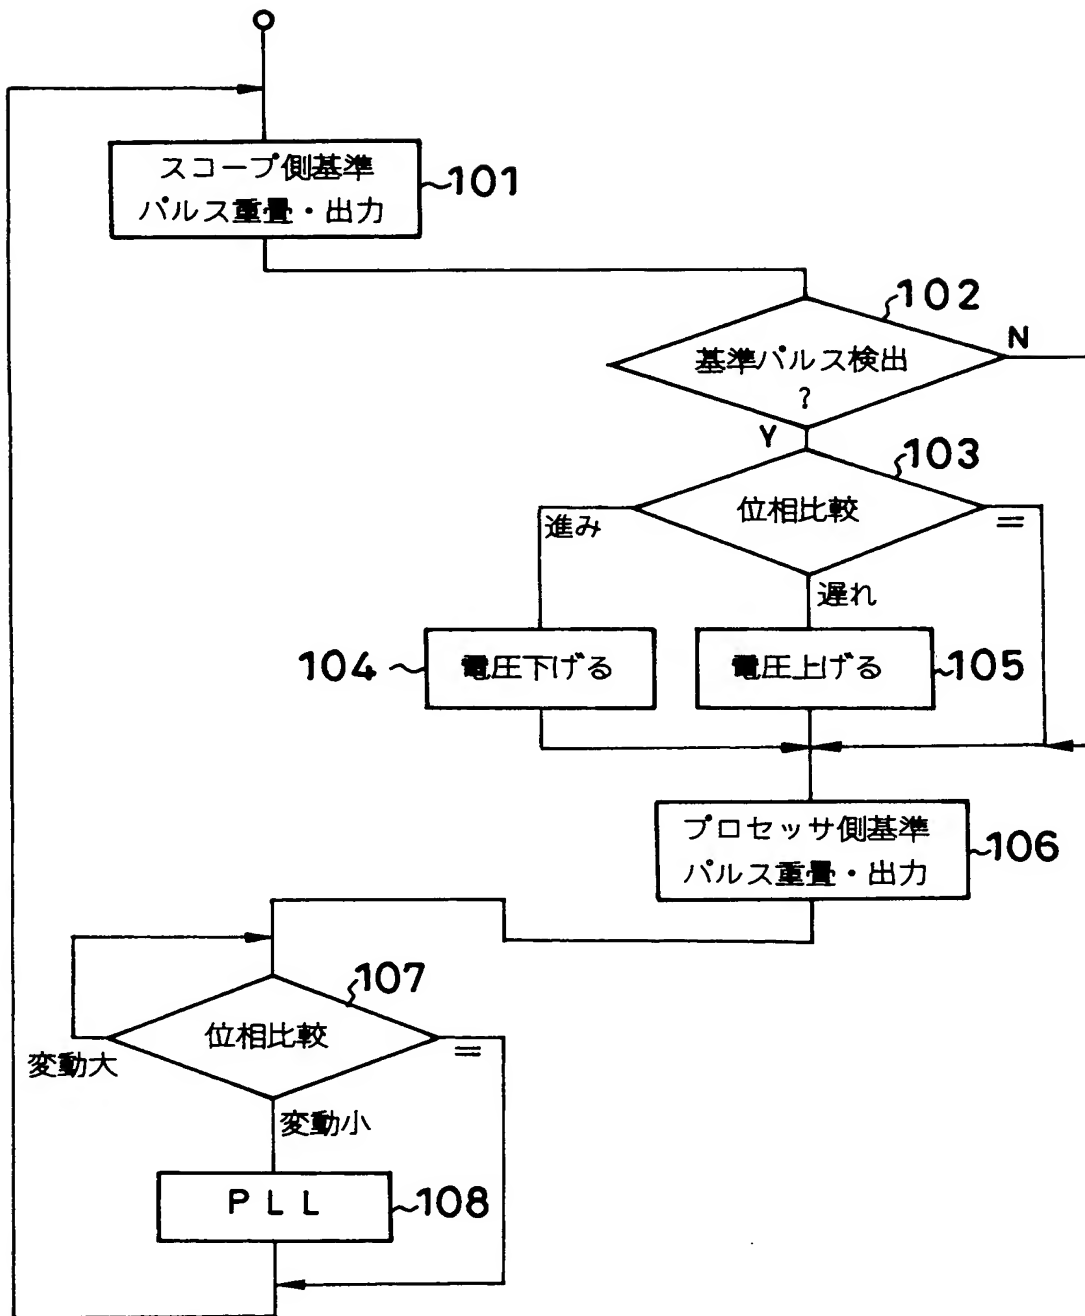 スコープ側基準
パルス重畳・出力
101
102
基準パルス検出
?
N
Y
103
位相比較
進み
=
遅れ
104
電圧下げる
電圧上げる
105
プロセッサ側基準
パルス重畳・出力
106
107
位相比較
変動大
=
変動小
PLL
108